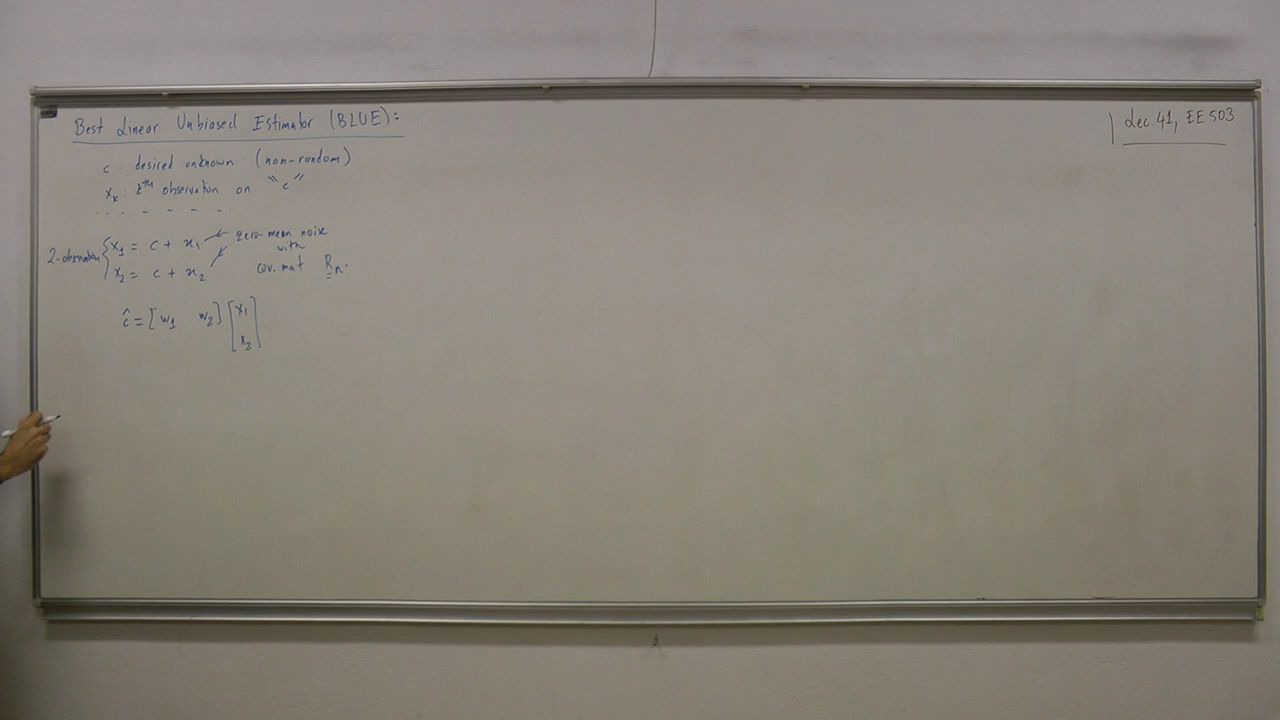 Best Linear Unbiased Estimator (BLUE):
Lec. 41, EE 503
c : desired unknown (non-random)
x_k : k^th observation on "c"
2-observations { x_1 = c + n_1 ← zero-mean noise
with
x_2 = c + n_2 cov. mat R_n.
ĉ = [ w_1 w_2 ] [ x_1
x_2 ]